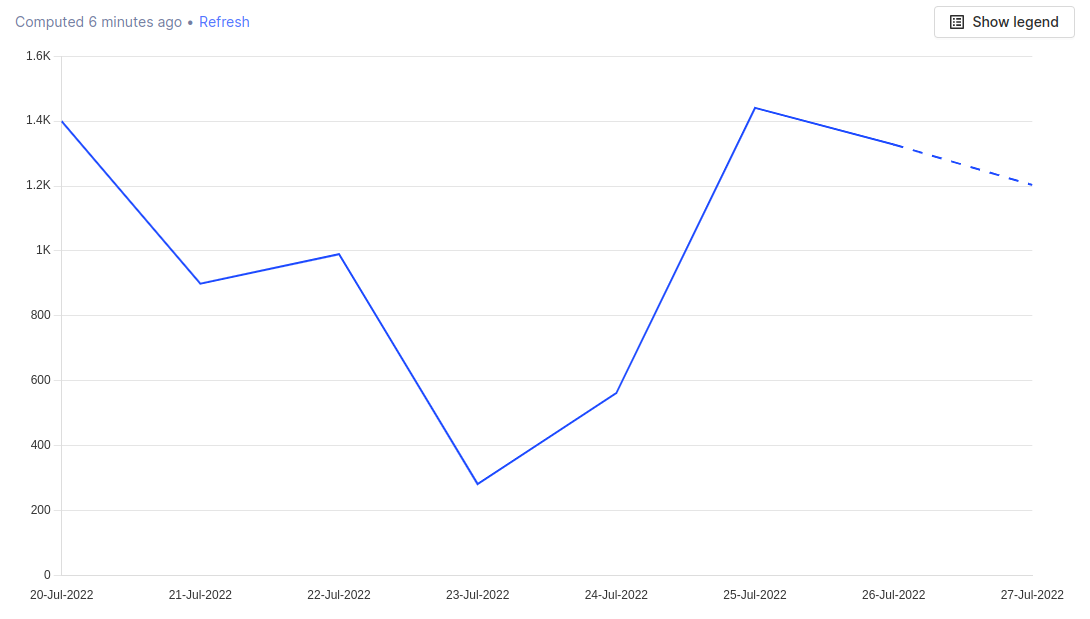 Computed 6 minutes ago • Refresh
Show legend
1.6K
1.4K
1.2K
1K
800
600
400
200
0
20-Jul-2022 21-Jul-2022 22-Jul-2022 23-Jul-2022 24-Jul-2022 25-Jul-2022 26-Jul-2022 27-Jul-2022